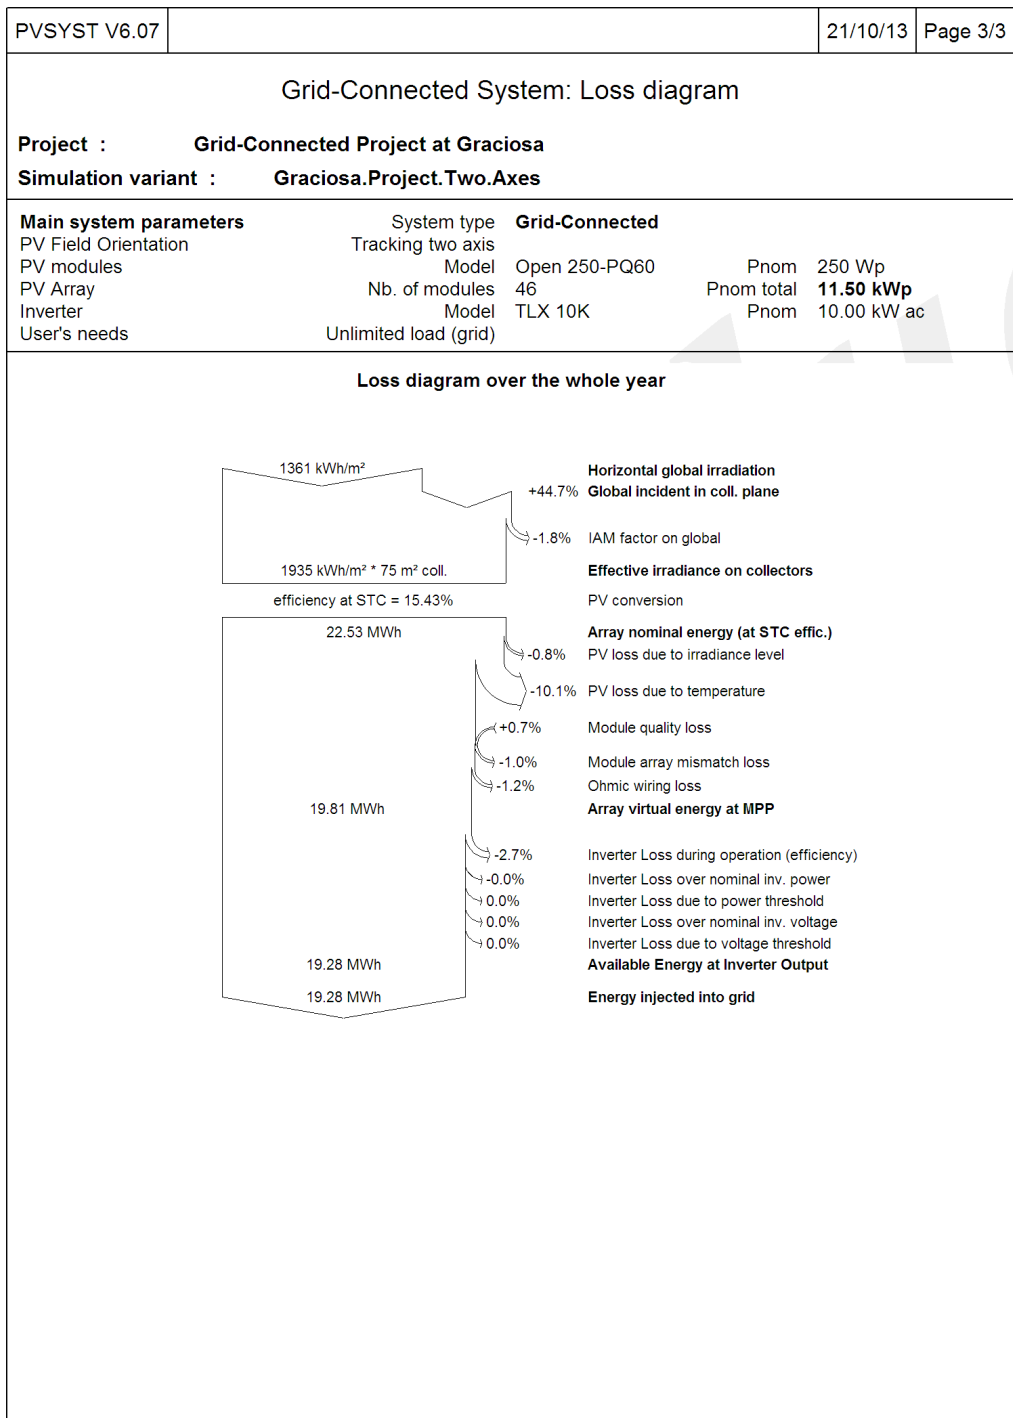 PVSYST V6.07 21/10/13 Page 3/3
Grid-Connected System: Loss diagram
Project : Grid-Connected Project at Graciosa
Simulation variant : Graciosa.Project.Two.Axes
Main system parameters System type Grid-Connected
PV Field Orientation Tracking two axis
PV modules Model Open 250-PQ60 Pnom 250 Wp
PV Array Nb. of modules 46 Pnom total 11.50 kWp
Inverter Model TLX 10K Pnom 10.00 kW ac
User's needs Unlimited load (grid)
Loss diagram over the whole year
1361 kWh/m² Horizontal global irradiation
+44.7% Global incident in coll. plane
-1.8% IAM factor on global
1935 kWh/m² * 75 m² coll. Effective irradiance on collectors
efficiency at STC = 15.43% PV conversion
22.53 MWh Array nominal energy (at STC effic.)
-0.8% PV loss due to irradiance level
-10.1% PV loss due to temperature
+0.7% Module quality loss
-1.0% Module array mismatch loss
-1.2% Ohmic wiring loss
19.81 MWh Array virtual energy at MPP
-2.7% Inverter Loss during operation (efficiency)
-0.0% Inverter Loss over nominal inv. power
0.0% Inverter Loss due to power threshold
0.0% Inverter Loss over nominal inv. voltage
0.0% Inverter Loss due to voltage threshold
19.28 MWh Available Energy at Inverter Output
19.28 MWh Energy injected into grid